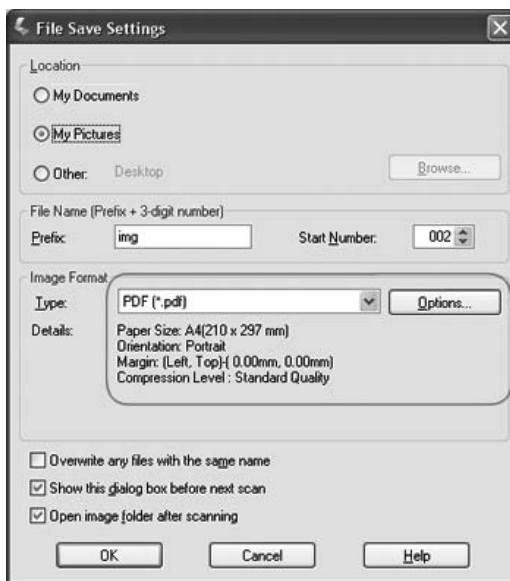 File Save Settings
Location
My Documents
My Pictures
Other: Desktop Browse...
File Name (Prefix + 3-digit number)
Prefix: img Start Number: 002
Image Format
Type: PDF (*.pdf) Options...
Details: Paper Size: A4(210 x 297 mm)
Orientation: Portrait
Margin: (Left, Top)-( 0.00mm, 0.00mm)
Compression Level : Standard Quality
Overwrite any files with the same name
Show this dialog box before next scan
Open image folder after scanning
OK Cancel Help